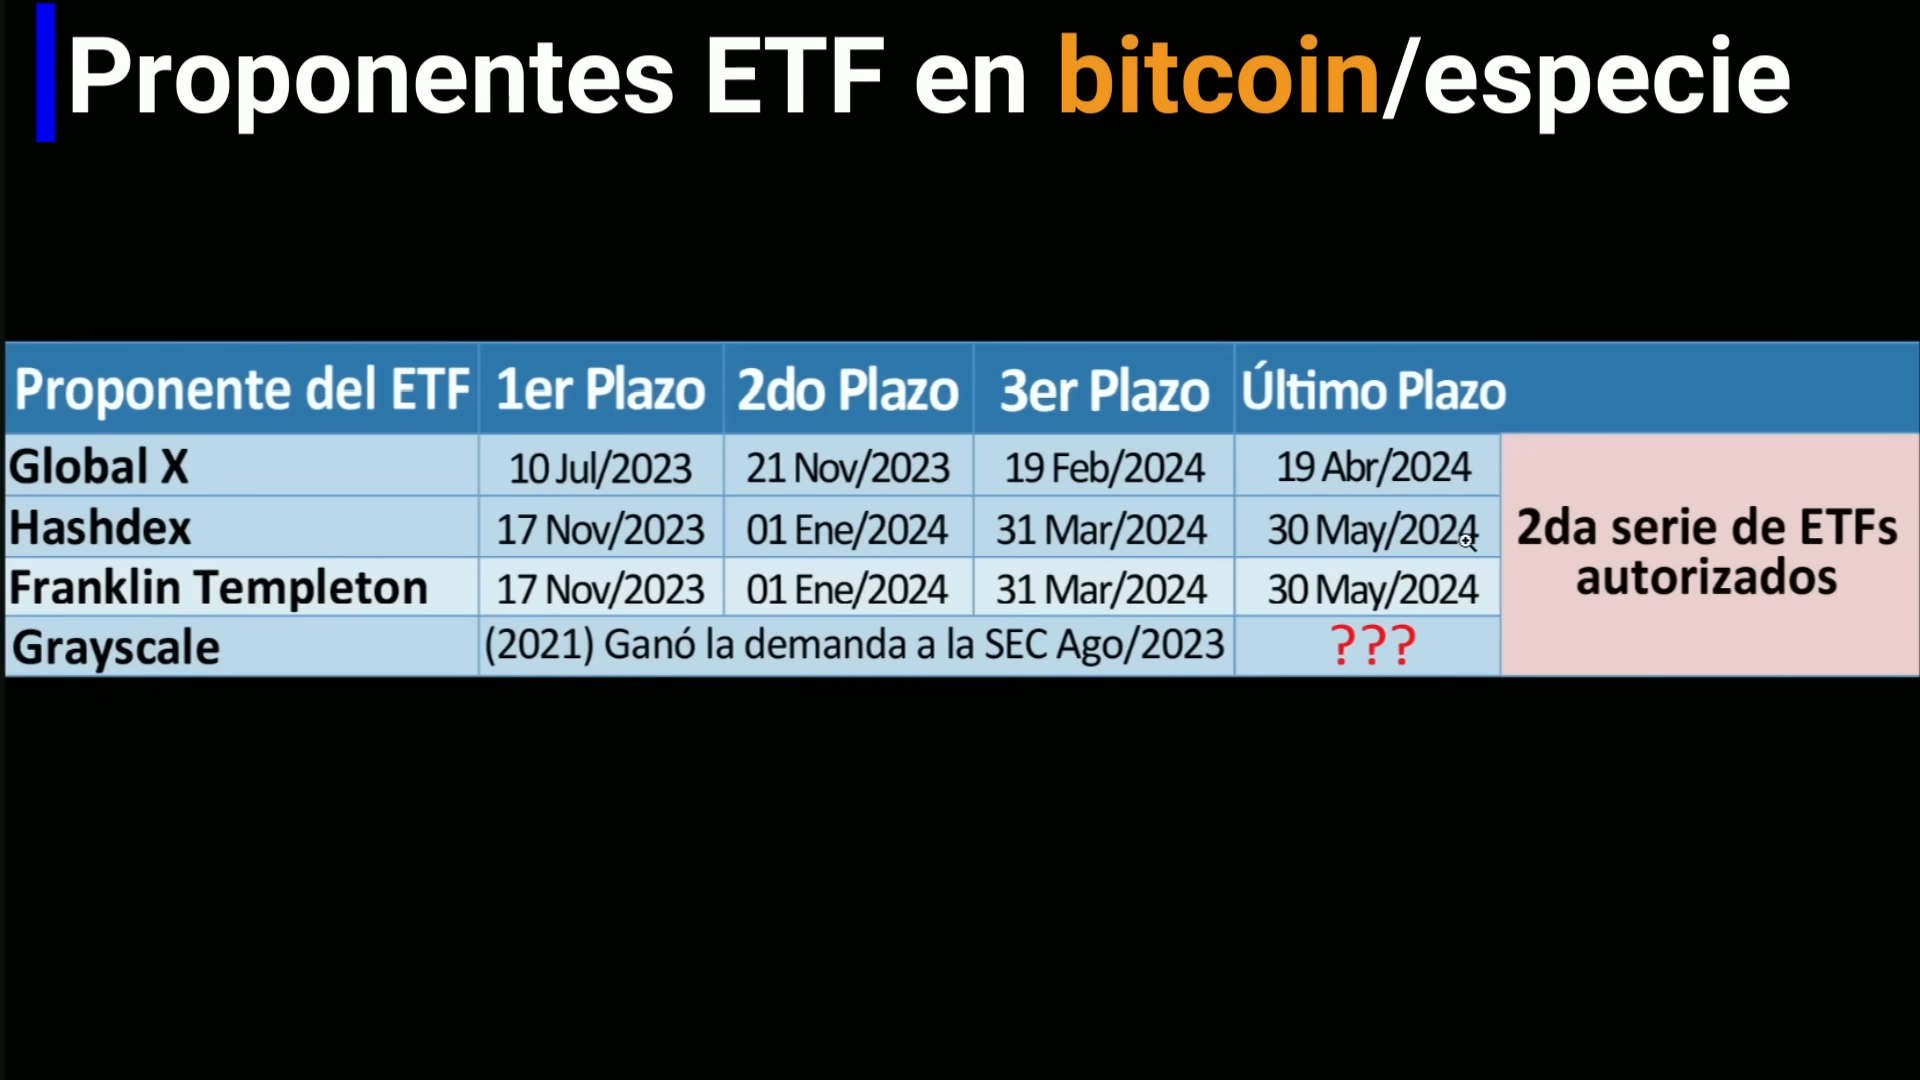 Proponentes ETF en bitcoin/especie
Proponente del ETF 1er Plazo 2do Plazo 3er Plazo Último Plazo
Global X 10 Jul/2023 21 Nov/2023 19 Feb/2024 19 Abr/2024
Hashdex 17 Nov/2023 01 Ene/2024 31 Mar/2024 30 May/2024
Franklin Templeton 17 Nov/2023 01 Ene/2024 31 Mar/2024 30 May/2024
Grayscale (2021) Ganó la demanda a la SEC Ago/2023 ???
2da serie de ETFs
autorizados